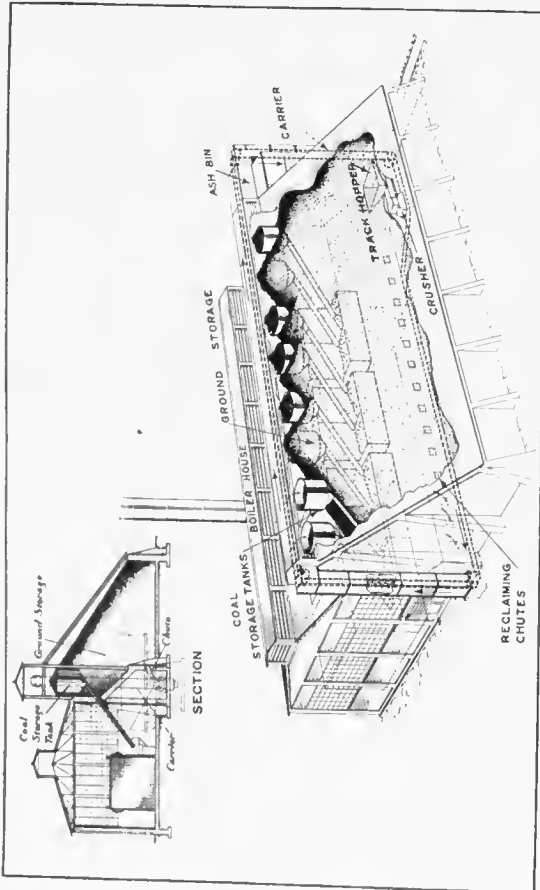 Coal
Storage
Tank
Ground Storage
Chute
Carrier
SECTION
COAL
STORAGE TANKS
BOILER HOUSE
GROUND STORAGE
ASH BIN
CARRIER
TRACK HOPPER
CRUSHER
RECLAIMING
CHUTES